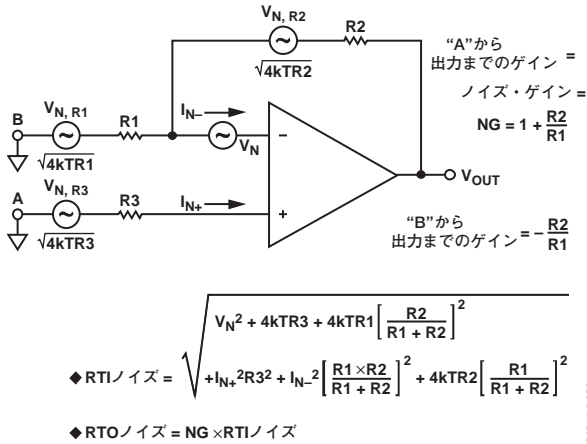 V_N, R2
R2
√4kTR2
"A"から
出力までのゲイン =
ノイズ・ゲイン =
NG = 1 + R2/R1
B
V_N, R1
R1
√4kTR1
I_N–
V_N
–
A
V_N, R3
R3
√4kTR3
I_N+
+
V_OUT
"B"から
出力までのゲイン = – R2/R1
◆ RTIノイズ = √ V_N² + 4kTR3 + 4kTR1 [R2/(R1 + R2)]²
+I_N+²R3² + I_N–² [R1×R2/(R1 + R2)]² + 4kTR2 [R1/(R1 + R2)]²
◆ RTOノイズ = NG ×RTIノイズ